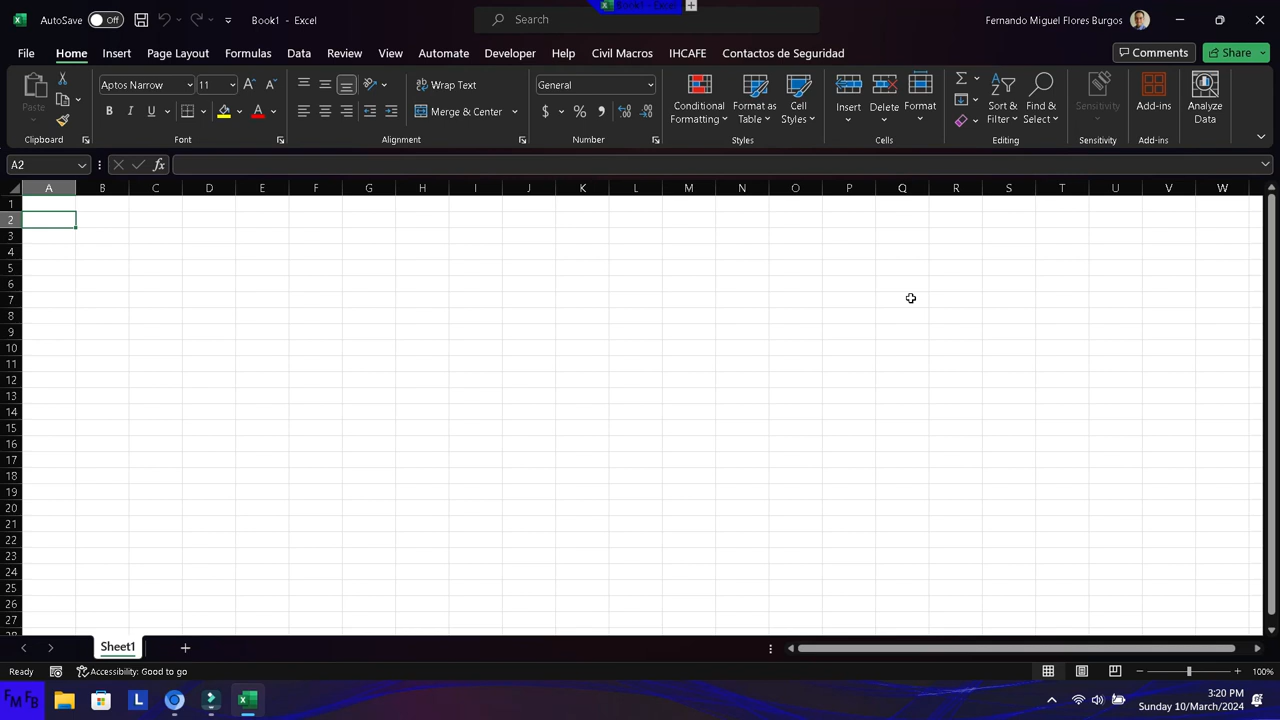 Book1 - Excel
AutoSave Off Book1 - Excel Search Fernando Miguel Flores Burgos
File Home Insert Page Layout Formulas Data Review View Automate Developer Help Civil Macros IHCAFE Contactos de Seguridad Comments Share
Aptos Narrow 11 A A Wrap Text General
Paste B I U A Merge & Center $ % 9 Conditional Formatting Format as Table Cell Styles Insert Delete Format Sort & Filter Find & Select Sensitivity Add-ins Analyze Data
Clipboard Font Alignment Number Styles Cells Editing Sensitivity Add-ins
A2 fx
A B C D E F G H I J K L M N O P Q R S T U V W
1
2
3
4
5
6
7
8
9
10
11
12
13
14
15
16
17
18
19
20
21
22
23
24
25
26
27
28
Sheet1
Ready Accessibility: Good to go 100%
FMFB L 3:20 PM
Sunday 10/March/2024